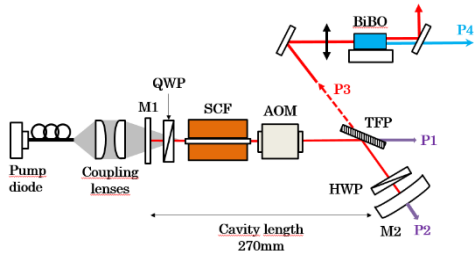 BiBO
P4
QWP
P3
M1
SCF
AOM
TFP
P1
Pump
diode
Coupling
lenses
HWP
Cavity length
270mm
M2
P2